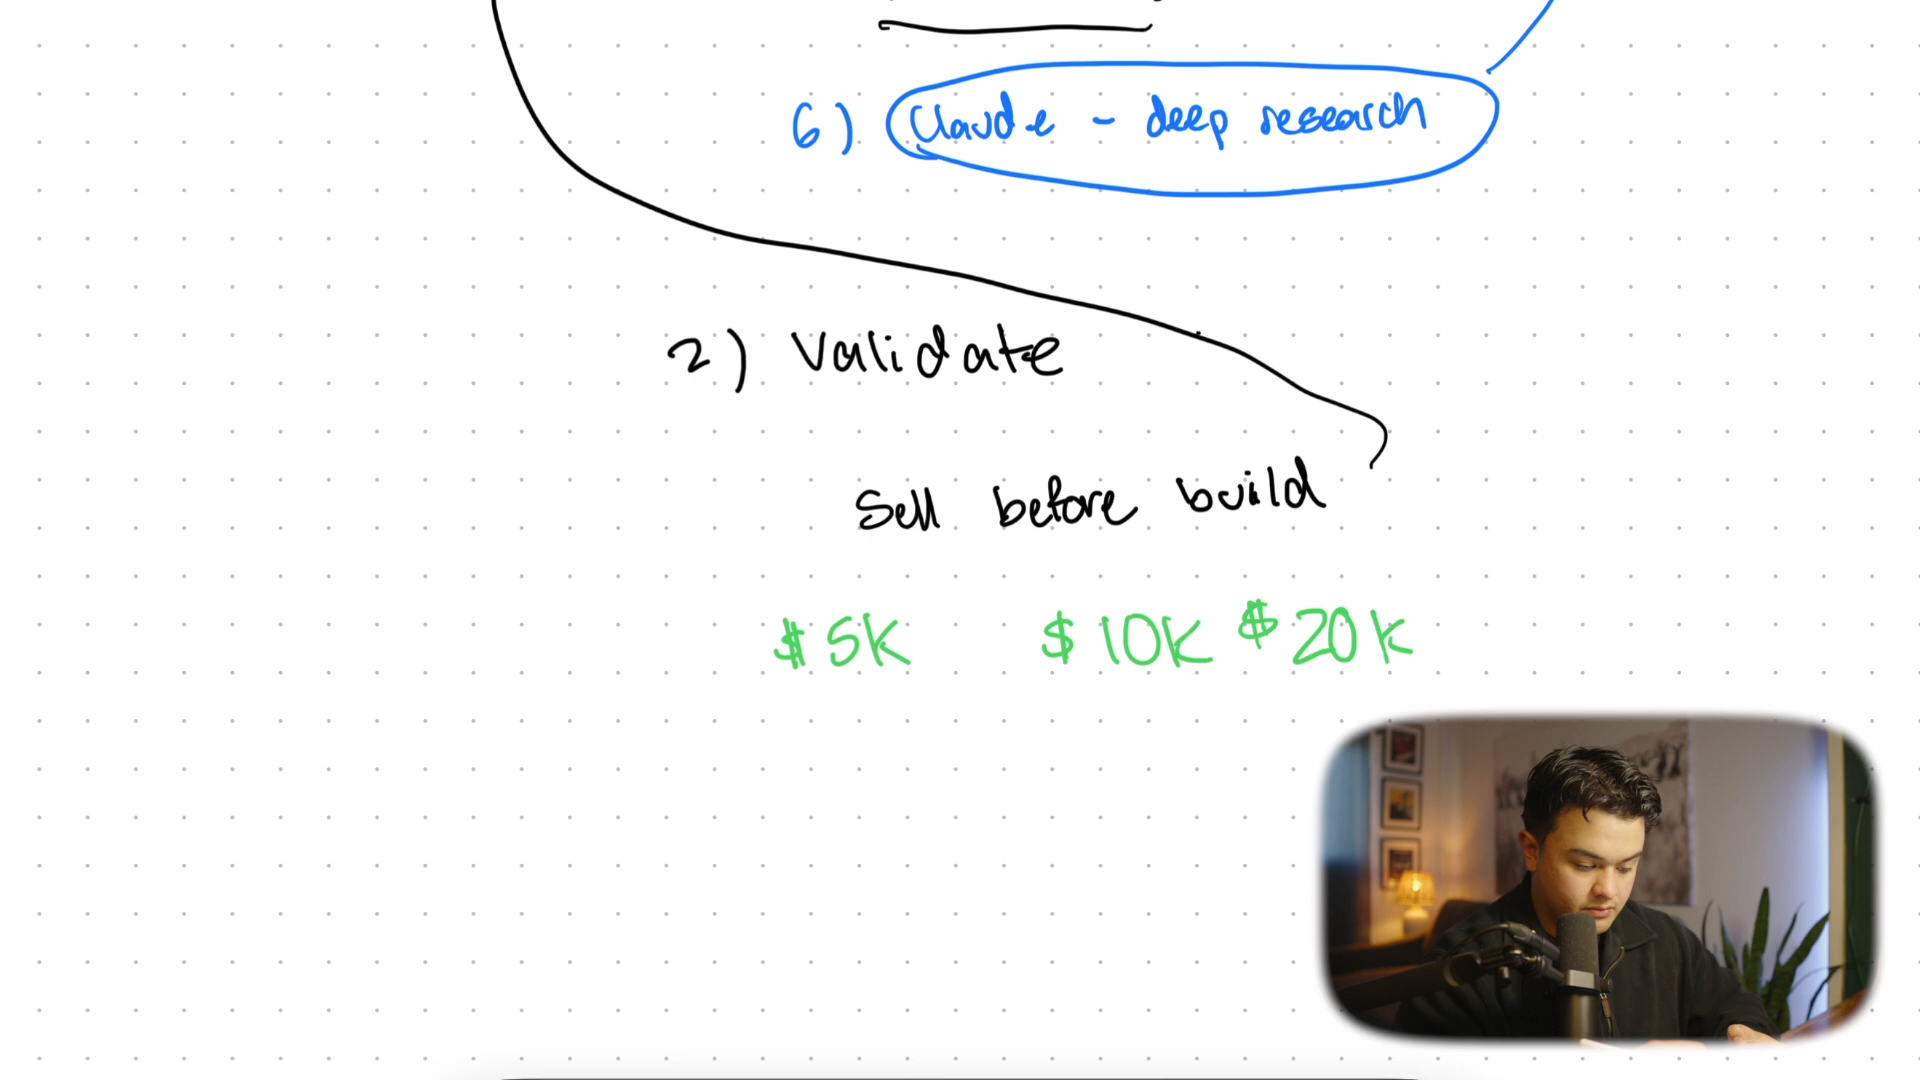 6) Claude - deep research
2) Validate
Sell before build
$5K $10K $20K